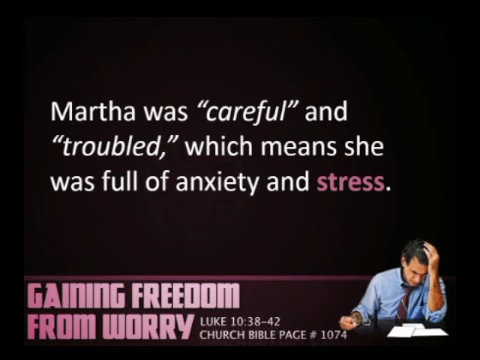 Martha was “careful” and
“troubled,” which means she
was full of anxiety and stress.
GAINING FREEDOM
FROM WORRY
LUKE 10:38-42
CHURCH BIBLE PAGE # 1074